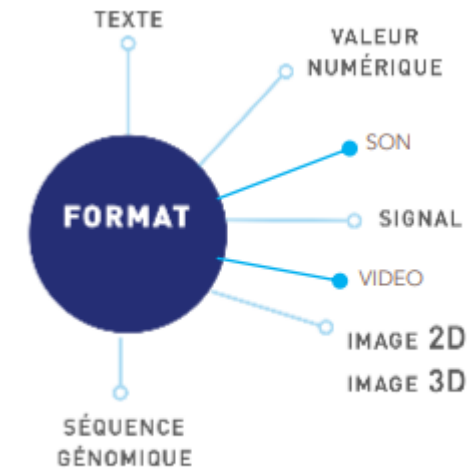 TEXTE
VALEUR
NUMÉRIQUE
SON
FORMAT
SIGNAL
VIDEO
IMAGE 2D
IMAGE 3D
SÉQUENCE
GÉNOMIQUE